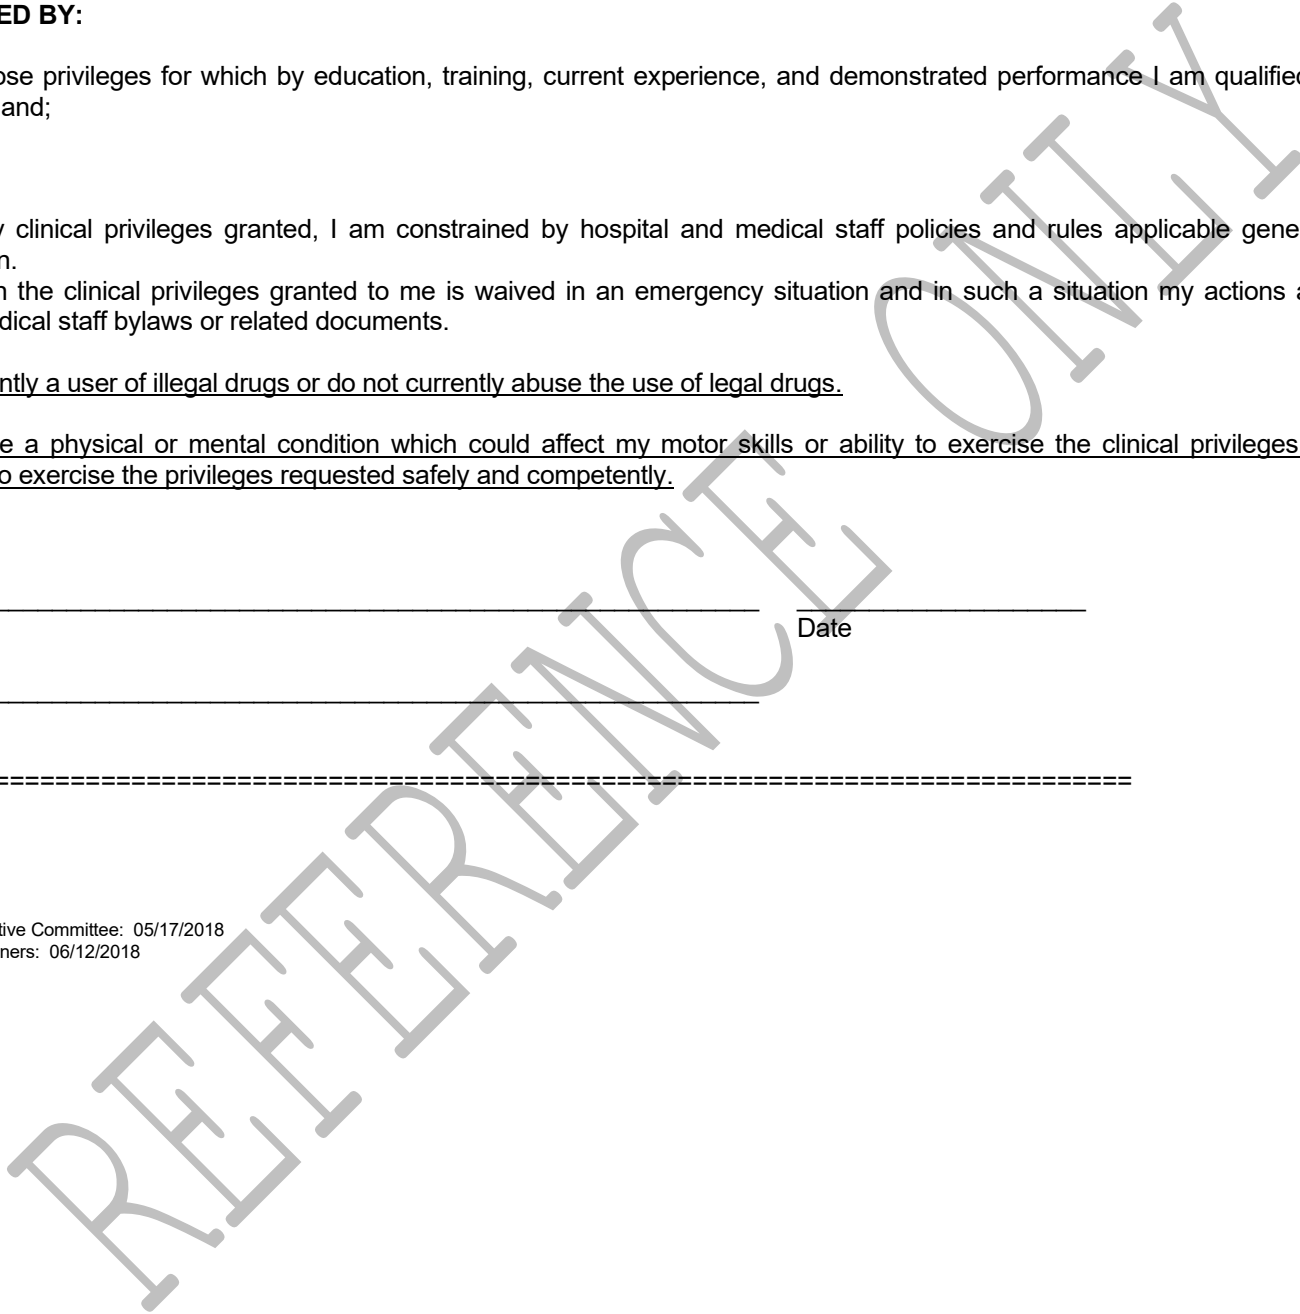 ED BY:
ose privileges for which by education, training, current experience, and demonstrated performance I am qualified
and;
y clinical privileges granted, I am constrained by hospital and medical staff policies and rules applicable gene
n.
n the clinical privileges granted to me is waived in an emergency situation and in such a situation my actions a
dical staff bylaws or related documents.
ntly a user of illegal drugs or do not currently abuse the use of legal drugs.
e a physical or mental condition which could affect my motor skills or ability to exercise the clinical privileges
o exercise the privileges requested safely and competently.
Date
tive Committee: 05/17/2018
ners: 06/12/2018
REFERENCE ONLY